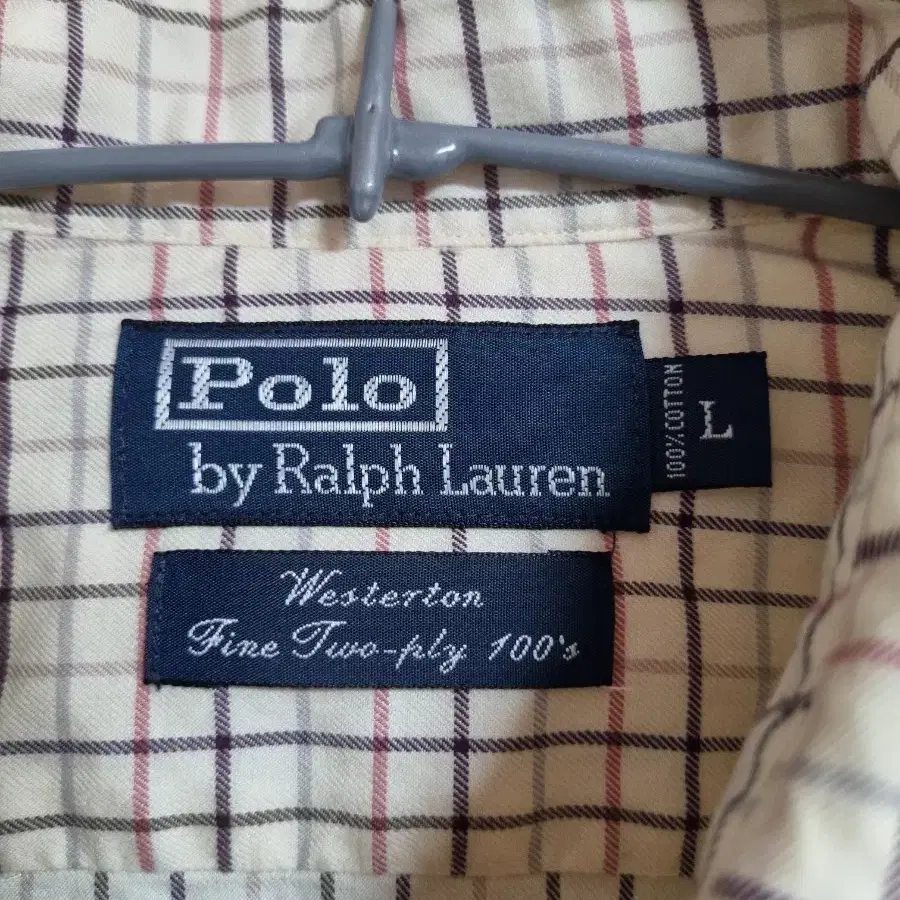 Polo
by Ralph Lauren
100% COTTON
L
Westerton
Fine Two-ply 100's